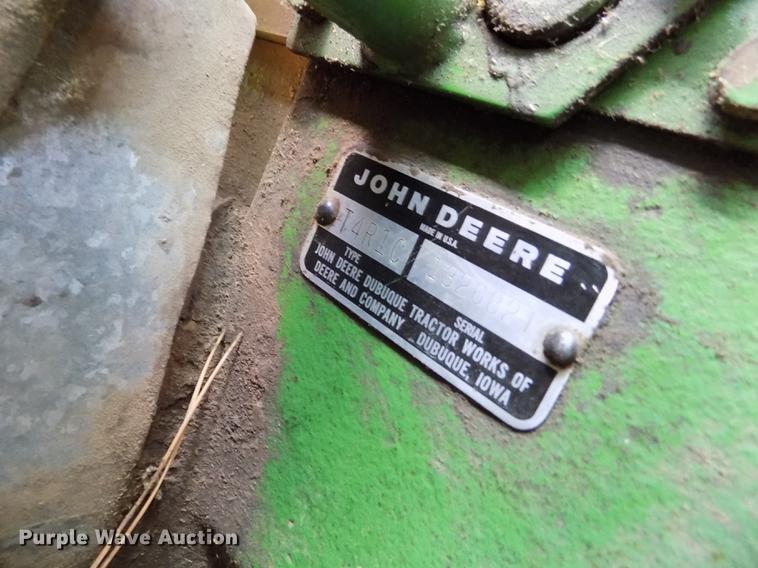 JOHN DEERE
MADE IN U.S.A.
T4R1C
TYPE SERIAL
JOHN DEERE DUBUQUE TRACTOR WORKS OF
DEERE AND COMPANY DUBUQUE, IOWA
Purple Wave Auction